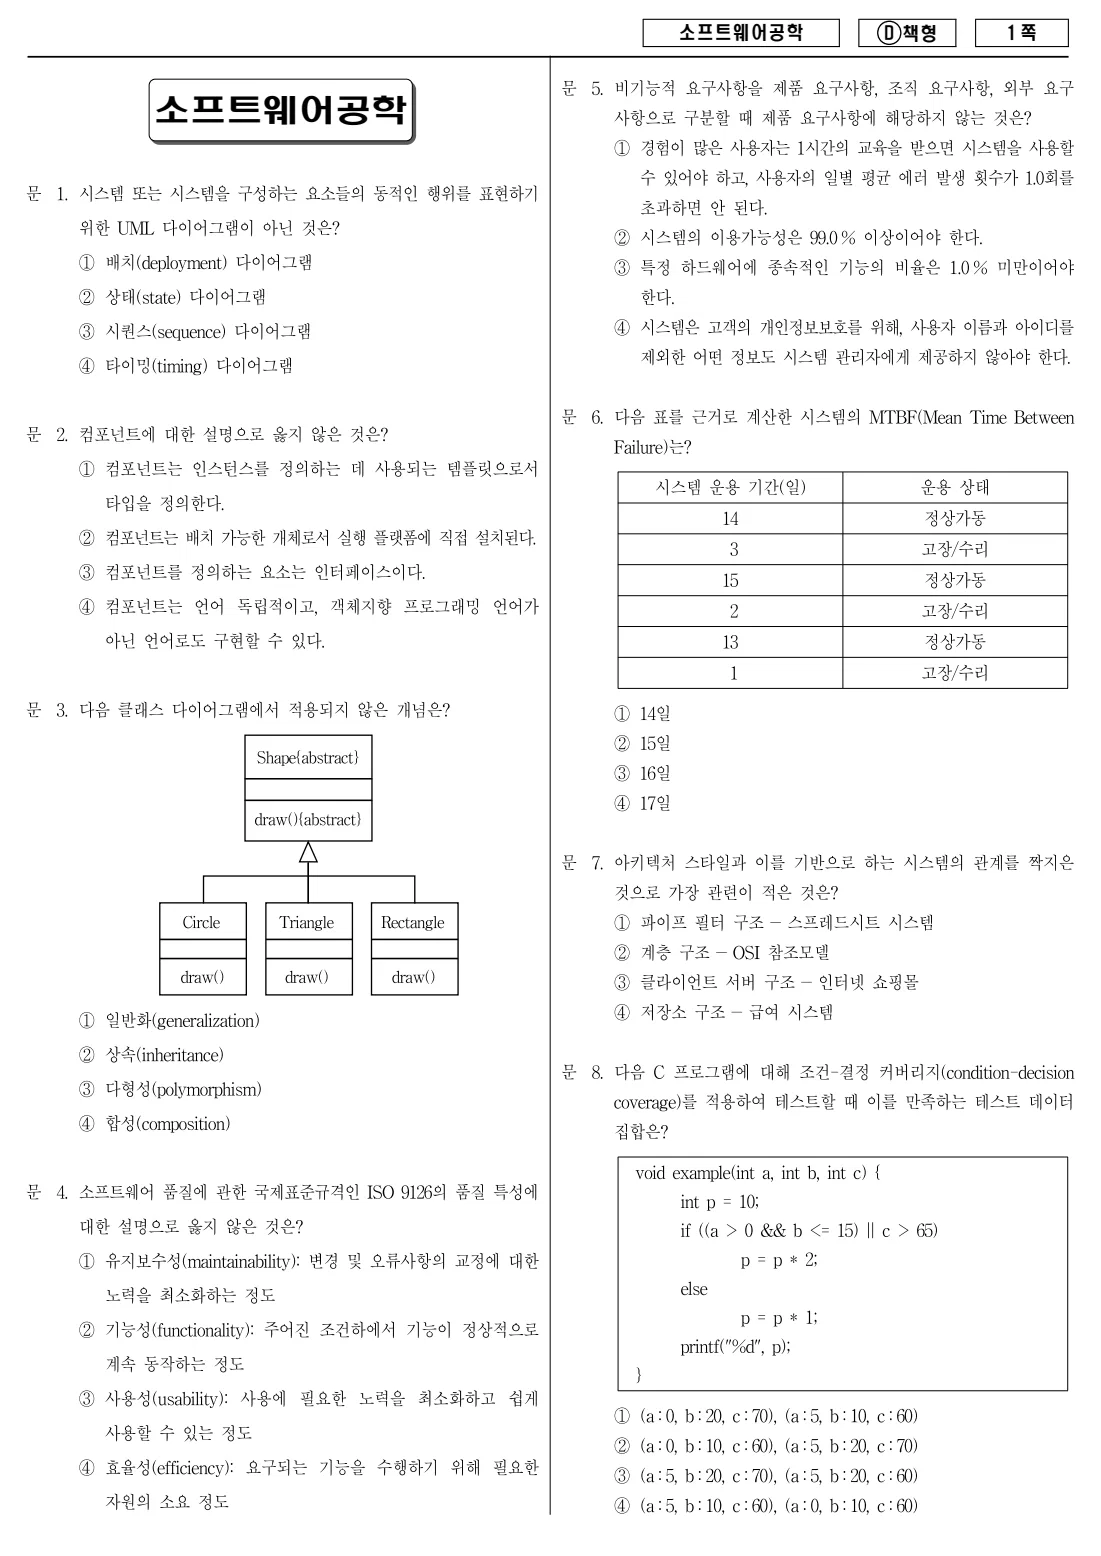 소프트웨어공학
Ⓓ책형
1쪽
소프트웨어공학
문 1. 시스템 또는 시스템을 구성하는 요소들의 동적인 행위를 표현하기
위한 UML 다이어그램이 아닌 것은?
① 배치(deployment) 다이어그램
② 상태(state) 다이어그램
③ 시퀀스(sequence) 다이어그램
④ 타이밍(timing) 다이어그램
문 2. 컴포넌트에 대한 설명으로 옳지 않은 것은?
① 컴포넌트는 인스턴스를 정의하는 데 사용되는 템플릿으로서
타입을 정의한다.
② 컴포넌트는 배치 가능한 개체로서 실행 플랫폼에 직접 설치된다.
③ 컴포넌트를 정의하는 요소는 인터페이스이다.
④ 컴포넌트는 언어 독립적이고, 객체지향 프로그래밍 언어가
아닌 언어로도 구현할 수 있다.
문 3. 다음 클래스 다이어그램에서 적용되지 않은 개념은?
Shape{abstract}
draw(){abstract}
Circle Triangle Rectangle
draw() draw() draw()
① 일반화(generalization)
② 상속(inheritance)
③ 다형성(polymorphism)
④ 합성(composition)
문 4. 소프트웨어 품질에 관한 국제표준규격인 ISO 9126의 품질 특성에
대한 설명으로 옳지 않은 것은?
① 유지보수성(maintainability): 변경 및 오류사항의 교정에 대한
노력을 최소화하는 정도
② 기능성(functionality): 주어진 조건하에서 기능이 정상적으로
계속 동작하는 정도
③ 사용성(usability): 사용에 필요한 노력을 최소화하고 쉽게
사용할 수 있는 정도
④ 효율성(efficiency): 요구되는 기능을 수행하기 위해 필요한
자원의 소요 정도
문 5. 비기능적 요구사항을 제품 요구사항, 조직 요구사항, 외부 요구
사항으로 구분할 때 제품 요구사항에 해당하지 않는 것은?
① 경험이 많은 사용자는 1시간의 교육을 받으면 시스템을 사용할
수 있어야 하고, 사용자의 일별 평균 에러 발생 횟수가 1.0회를
초과하면 안 된다.
② 시스템의 이용가능성은 99.0 % 이상이어야 한다.
③ 특정 하드웨어에 종속적인 기능의 비율은 1.0 % 미만이어야
한다.
④ 시스템은 고객의 개인정보보호를 위해, 사용자 이름과 아이디를
제외한 어떤 정보도 시스템 관리자에게 제공하지 않아야 한다.
문 6. 다음 표를 근거로 계산한 시스템의 MTBF(Mean Time Between
Failure)는?
시스템 운용 기간(일) 운용 상태
14 정상가동
3 고장/수리
15 정상가동
2 고장/수리
13 정상가동
1 고장/수리
① 14일
② 15일
③ 16일
④ 17일
문 7. 아키텍처 스타일과 이를 기반으로 하는 시스템의 관계를 짝지은
것으로 가장 관련이 적은 것은?
① 파이프 필터 구조 – 스프레드시트 시스템
② 계층 구조 – OSI 참조모델
③ 클라이언트 서버 구조 – 인터넷 쇼핑몰
④ 저장소 구조 – 급여 시스템
문 8. 다음 C 프로그램에 대해 조건-결정 커버리지(condition-decision
coverage)를 적용하여 테스트할 때 이를 만족하는 테스트 데이터
집합은?
void example(int a, int b, int c) {
int p = 10;
if ((a > 0 && b <= 15) || c > 65)
p = p * 2;
else
p = p * 1;
printf("%d", p);
}
① (a : 0, b : 20, c : 70), (a : 5, b : 10, c : 60)
② (a : 0, b : 10, c : 60), (a : 5, b : 20, c : 70)
③ (a : 5, b : 20, c : 70), (a : 5, b : 20, c : 60)
④ (a : 5, b : 10, c : 60), (a : 0, b : 10, c : 60)